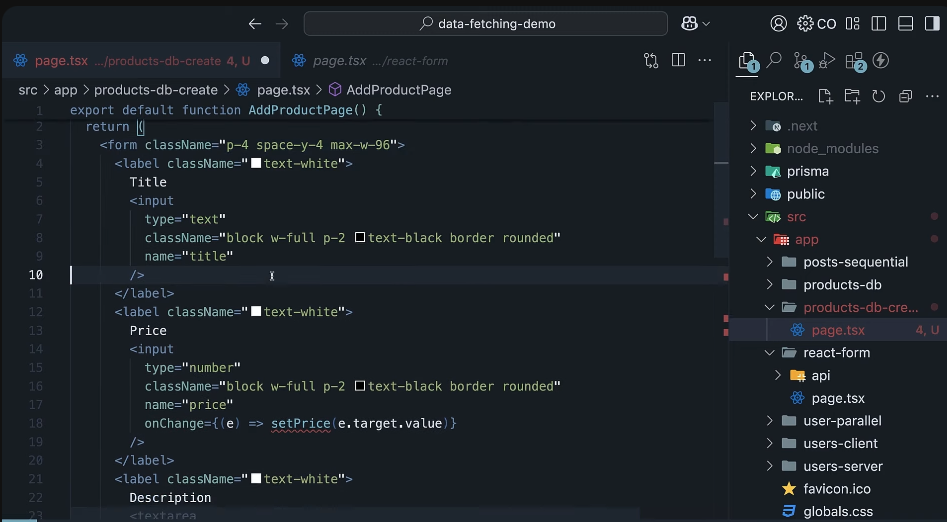 data-fetching-demo
CO
page.tsx .../products-db-create 4, U
page.tsx .../react-form
1
1
2
src > app > products-db-create > page.tsx > AddProductPage
EXPLOR...
1 export default function AddProductPage() {
2 return (
3 <form className="p-4 space-y-4 max-w-96">
4 <label className="text-white">
5 Title
6 <input
7 type="text"
8 className="block w-full p-2 text-black border rounded"
9 name="title"
10 />
11 </label>
12 <label className="text-white">
13 Price
14 <input
15 type="number"
16 className="block w-full p-2 text-black border rounded"
17 name="price"
18 onChange={(e) => setPrice(e.target.value)}
19 />
20 </label>
21 <label className="text-white">
22 Description
23 <textarea
.next
node_modules
prisma
public
src
app
posts-sequential
products-db
products-db-cre...
page.tsx 4, U
react-form
api
page.tsx
user-parallel
users-client
users-server
favicon.ico
globals.css